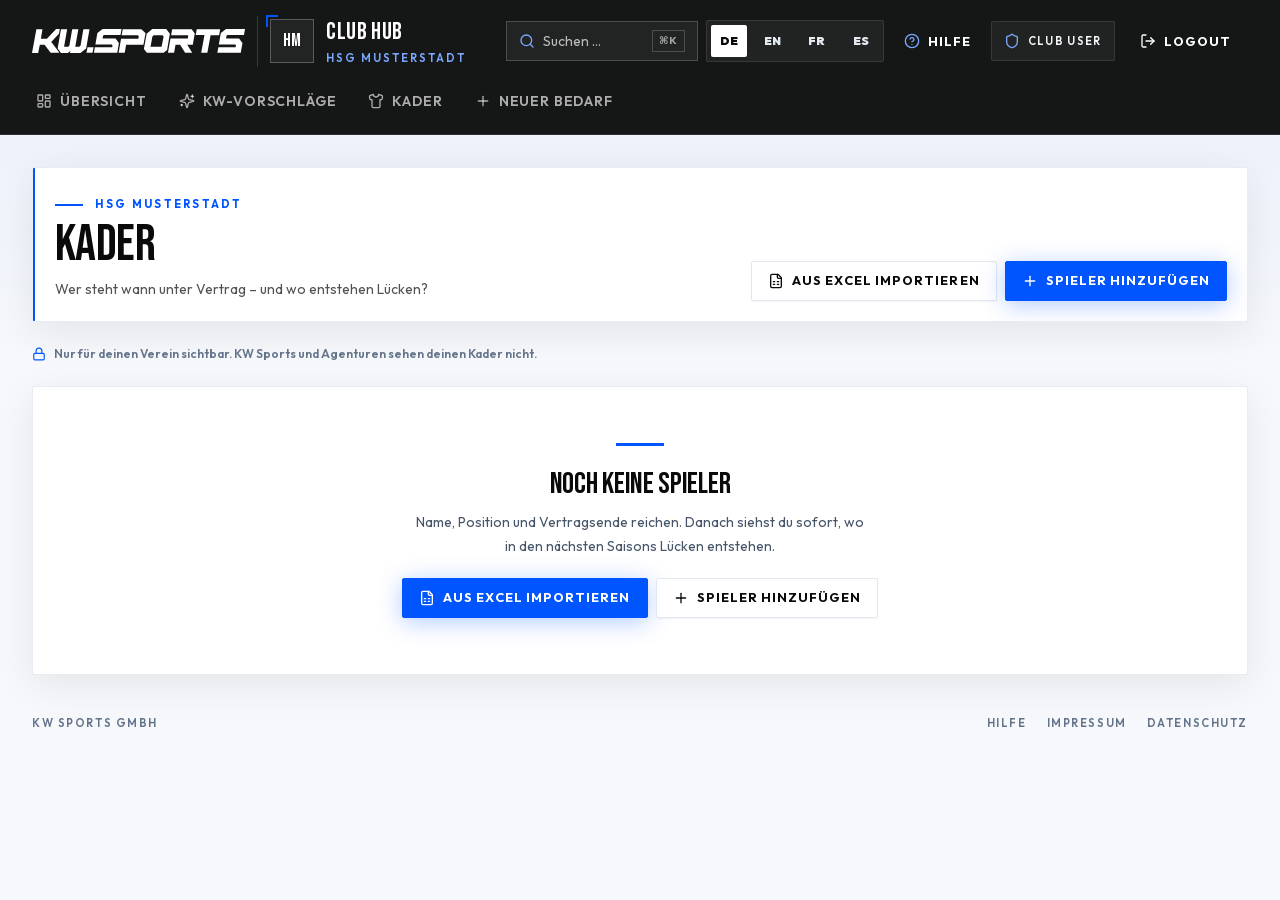 KW.SPORTS
HM
CLUB HUB
HSG MUSTERSTADT
Suchen ...
⌘K
DE
EN
FR
ES
HILFE
CLUB USER
LOGOUT
ÜBERSICHT
KW-VORSCHLÄGE
KADER
NEUER BEDARF
HSG MUSTERSTADT
KADER
Wer steht wann unter Vertrag – und wo entstehen Lücken?
AUS EXCEL IMPORTIEREN
SPIELER HINZUFÜGEN
Nur für deinen Verein sichtbar. KW Sports und Agenturen sehen deinen Kader nicht.
NOCH KEINE SPIELER
Name, Position und Vertragsende reichen. Danach siehst du sofort, wo
in den nächsten Saisons Lücken entstehen.
AUS EXCEL IMPORTIEREN
SPIELER HINZUFÜGEN
KW SPORTS GMBH
HILFE
IMPRESSUM
DATENSCHUTZ